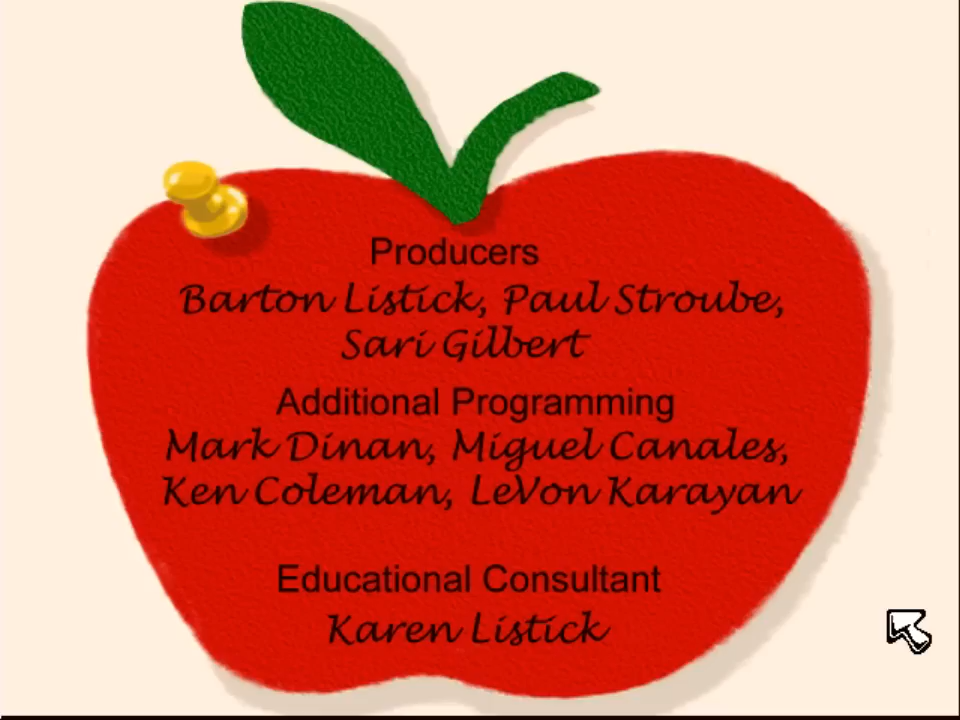 Producers
Barton Listick, Paul Stroube,
Sari Gilbert
Additional Programming
Mark Dinan, Miguel Canales,
Ken Coleman, LeVon Karayan
Educational Consultant
Karen Listick